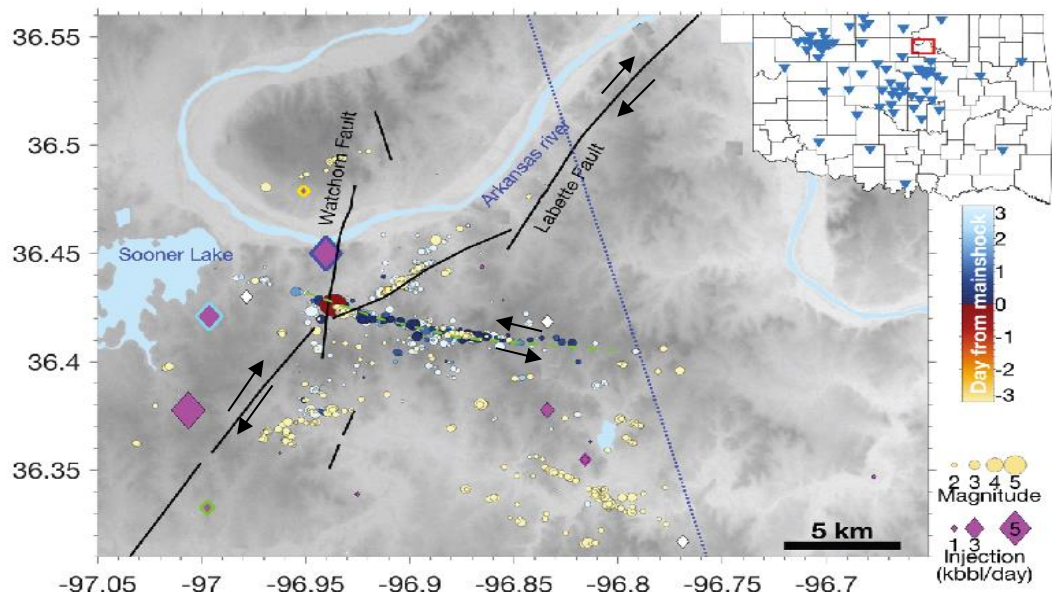 36.55
36.5
36.45
36.4
36.35
-97.05
-97
-96.95
-96.9
-96.85
-96.8
-96.75
-96.7
Watchorn Fault
Arkansas river
Labette Fault
Sooner Lake
5 km
3
2
1
0
-1
-2
-3
Day from mainshock
2 3 4 5
Magnitude
1 3 5
Injection
(kbbl/day)